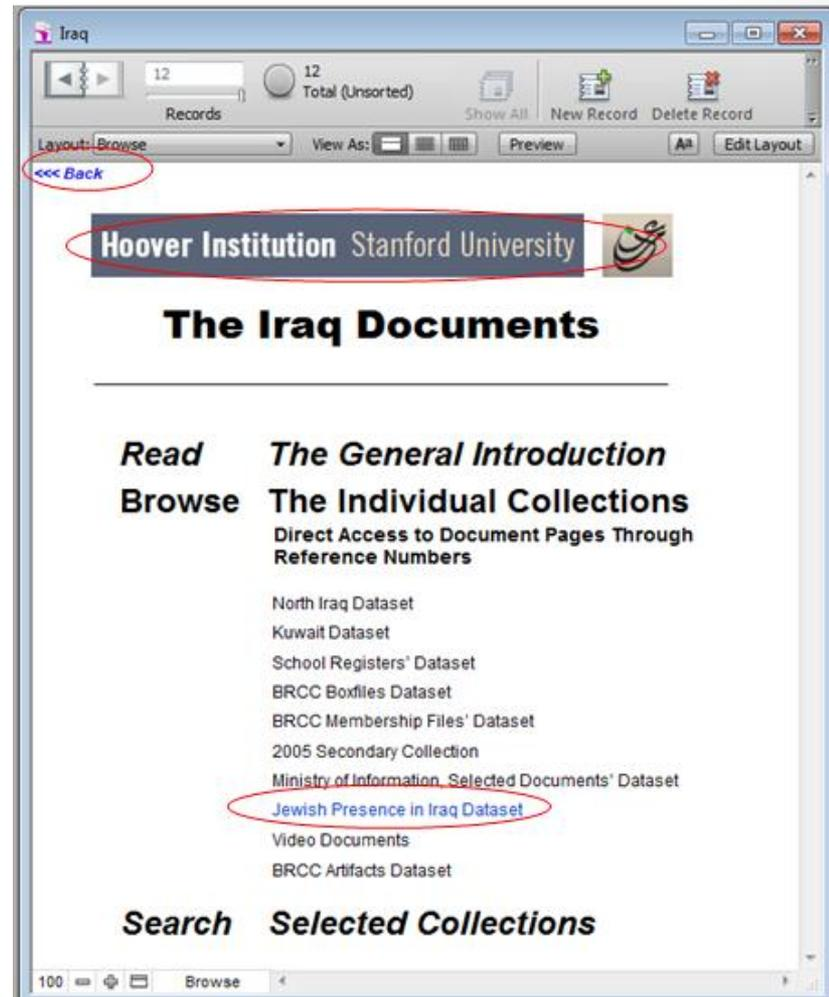 Iraq
12
12
Total (Unsorted)
Records
Show All
New Record
Delete Record
Layout: Browse
View As:
Preview
Aa
Edit Layout
<<< Back
Hoover Institution Stanford University
The Iraq Documents
Read The General Introduction
Browse The Individual Collections
Direct Access to Document Pages Through
Reference Numbers
North Iraq Dataset
Kuwait Dataset
School Registers' Dataset
BRCC Boxfiles Dataset
BRCC Membership Files' Dataset
2005 Secondary Collection
Ministry of Information, Selected Documents' Dataset
Jewish Presence in Iraq Dataset
Video Documents
BRCC Artifacts Dataset
Search Selected Collections
100
Browse